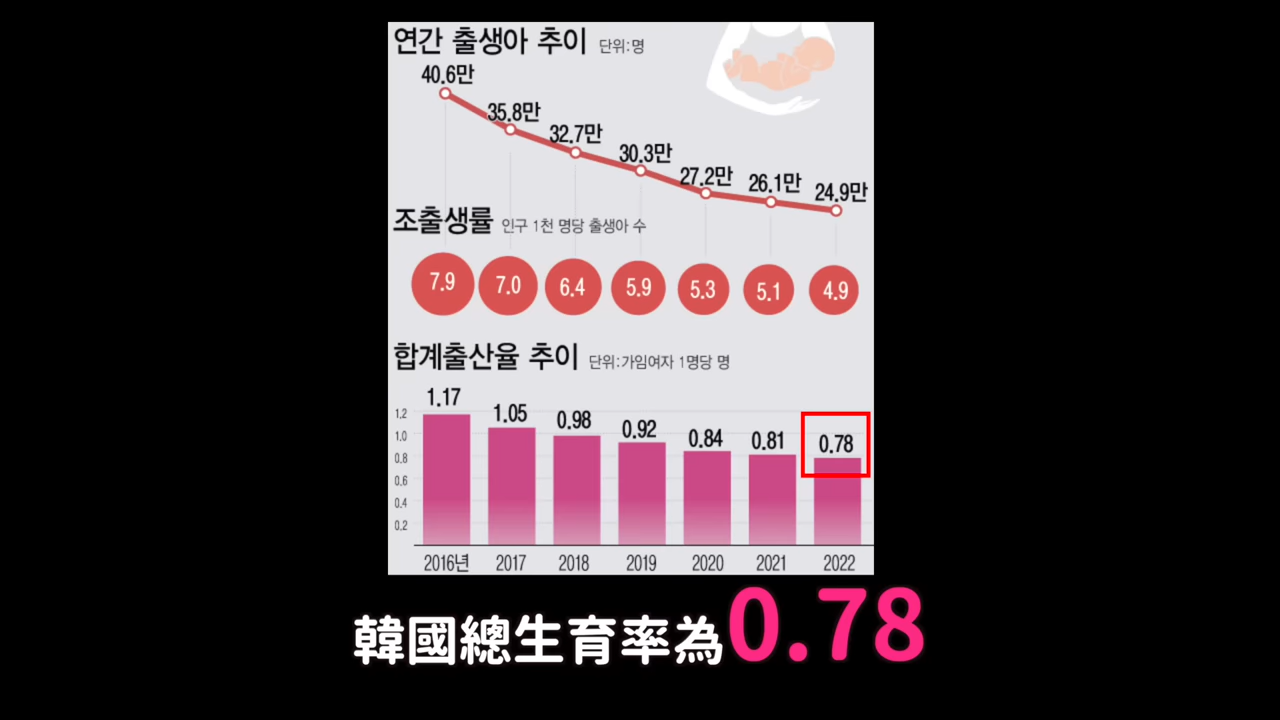 연간 출생아 추이 단위:명
40.6만
35.8만
32.7만
30.3만
27.2만
26.1만
24.9만
조출생률 인구 1천 명당 출생아 수
7.9 7.0 6.4 5.9 5.3 5.1 4.9
합계출산율 추이 단위:가임여자 1명당 명
1.17 1.05 0.98 0.92 0.84 0.81 0.78
1.2
1.0
0.8
0.6
0.4
0.2
2016년 2017 2018 2019 2020 2021 2022
韓國總生育率為0.78